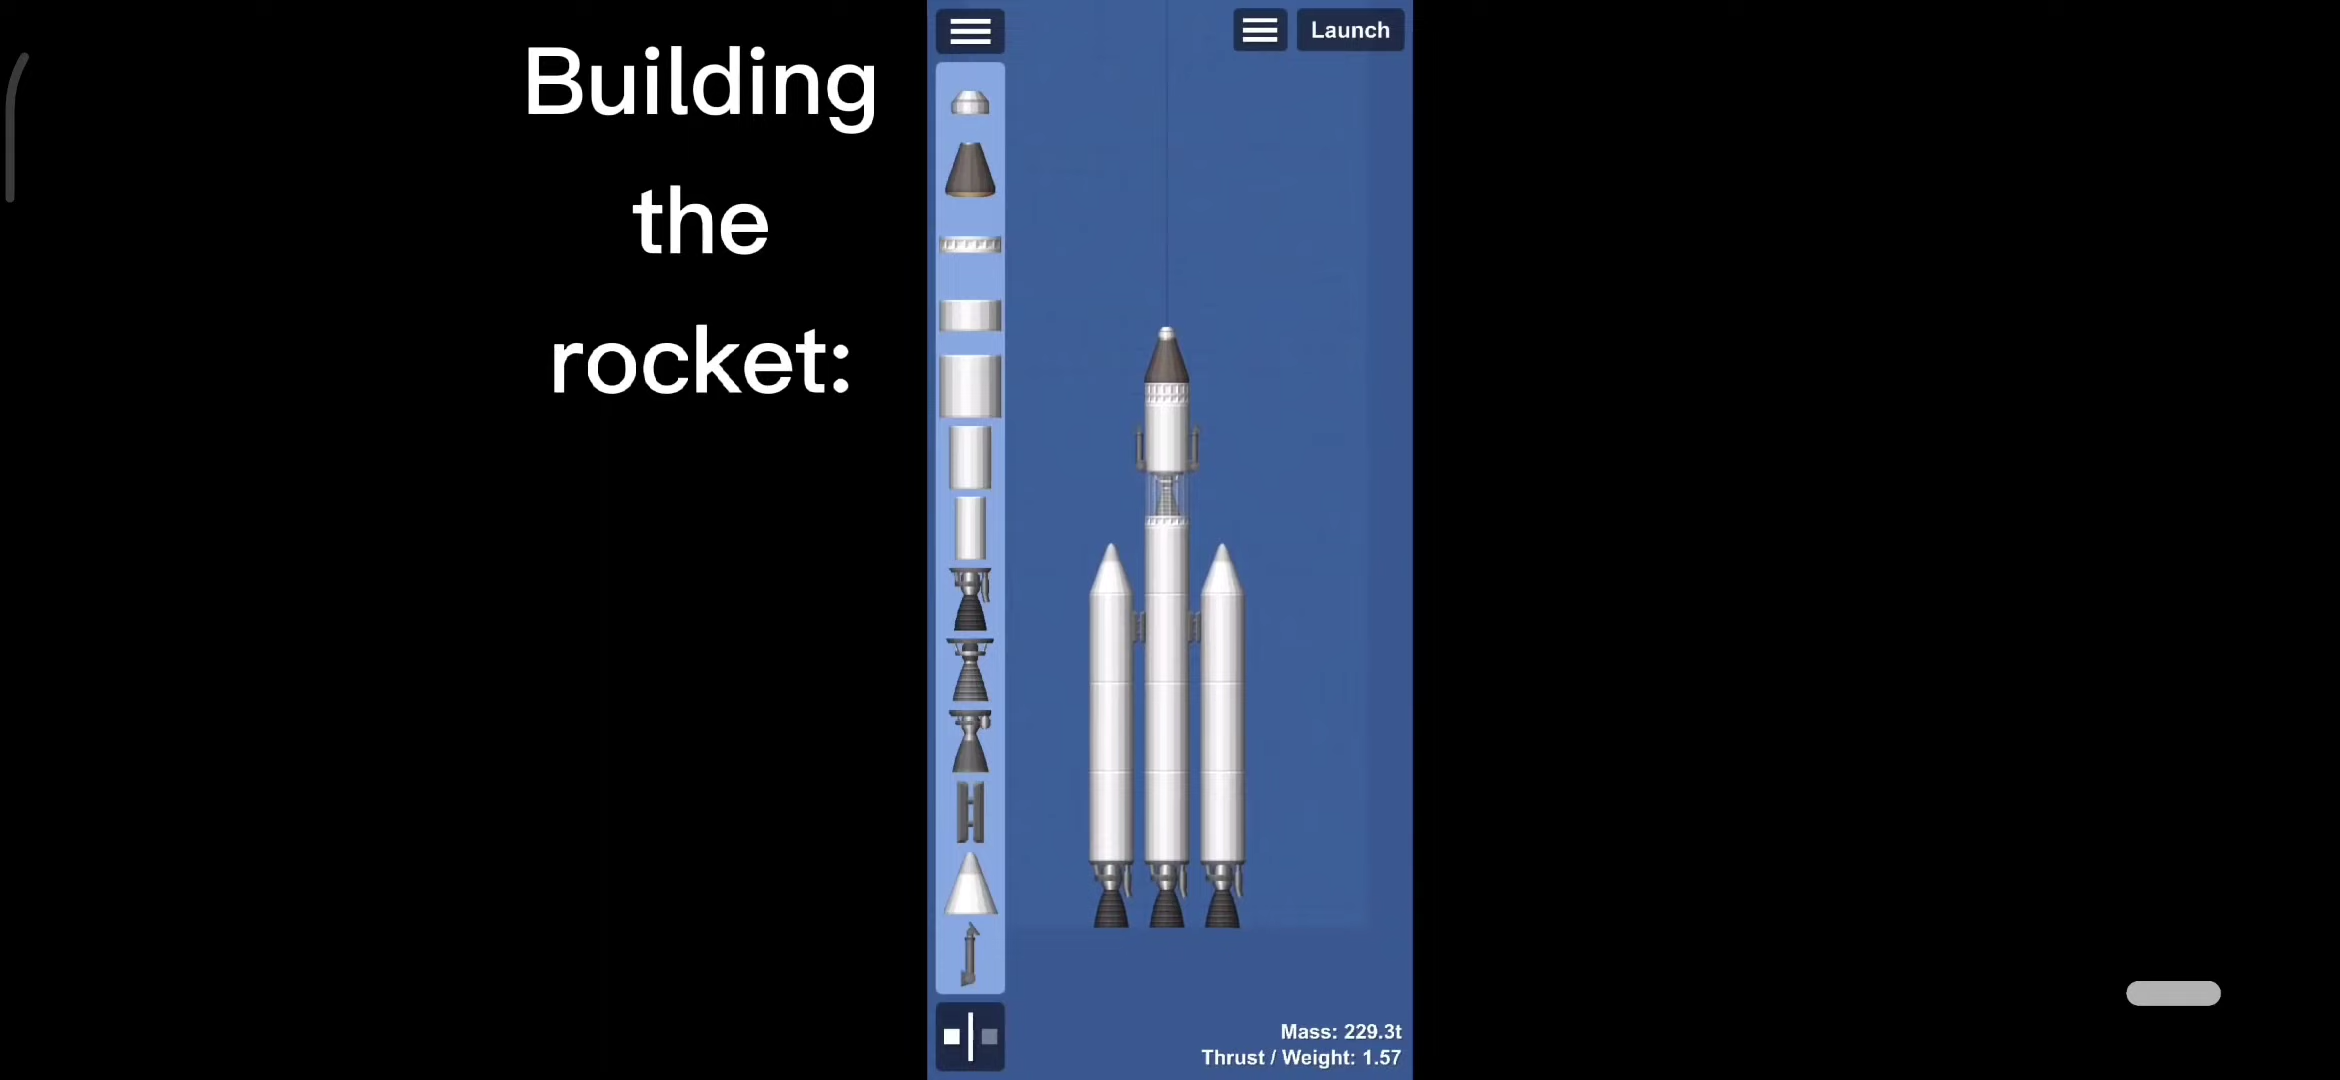 Building
the
rocket:
Launch
Mass: 229.3t
Thrust / Weight: 1.57